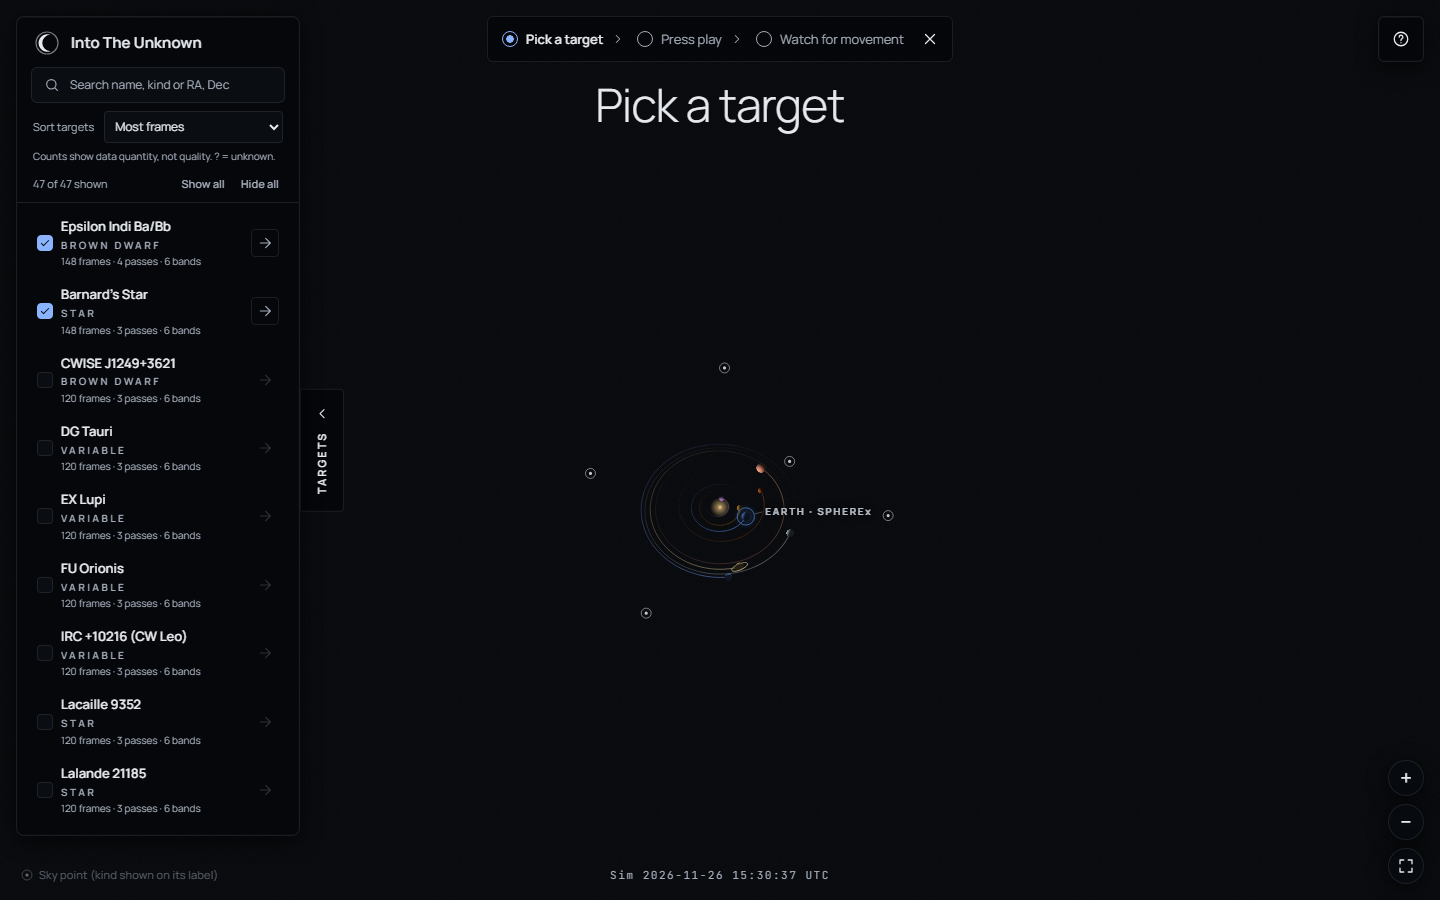 Into The Unknown
Search name, kind or RA, Dec
Sort targets Most frames
Counts show data quantity, not quality. ? = unknown.
47 of 47 shown Show all Hide all
Epsilon Indi Ba/Bb
BROWN DWARF
148 frames · 4 passes · 6 bands
Barnard's Star
STAR
148 frames · 3 passes · 6 bands
CWISE J1249+3621
BROWN DWARF
120 frames · 3 passes · 6 bands
DG Tauri
VARIABLE
120 frames · 3 passes · 6 bands
EX Lupi
VARIABLE
120 frames · 3 passes · 6 bands
FU Orionis
VARIABLE
120 frames · 3 passes · 6 bands
IRC +10216 (CW Leo)
VARIABLE
120 frames · 3 passes · 6 bands
Lacaille 9352
STAR
120 frames · 3 passes · 6 bands
Lalande 21185
STAR
120 frames · 3 passes · 6 bands
TARGETS
Pick a target Press play Watch for movement
Pick a target
EARTH · SPHEREx
Sky point (kind shown on its label)
Sim 2026-11-26 15:30:37 UTC